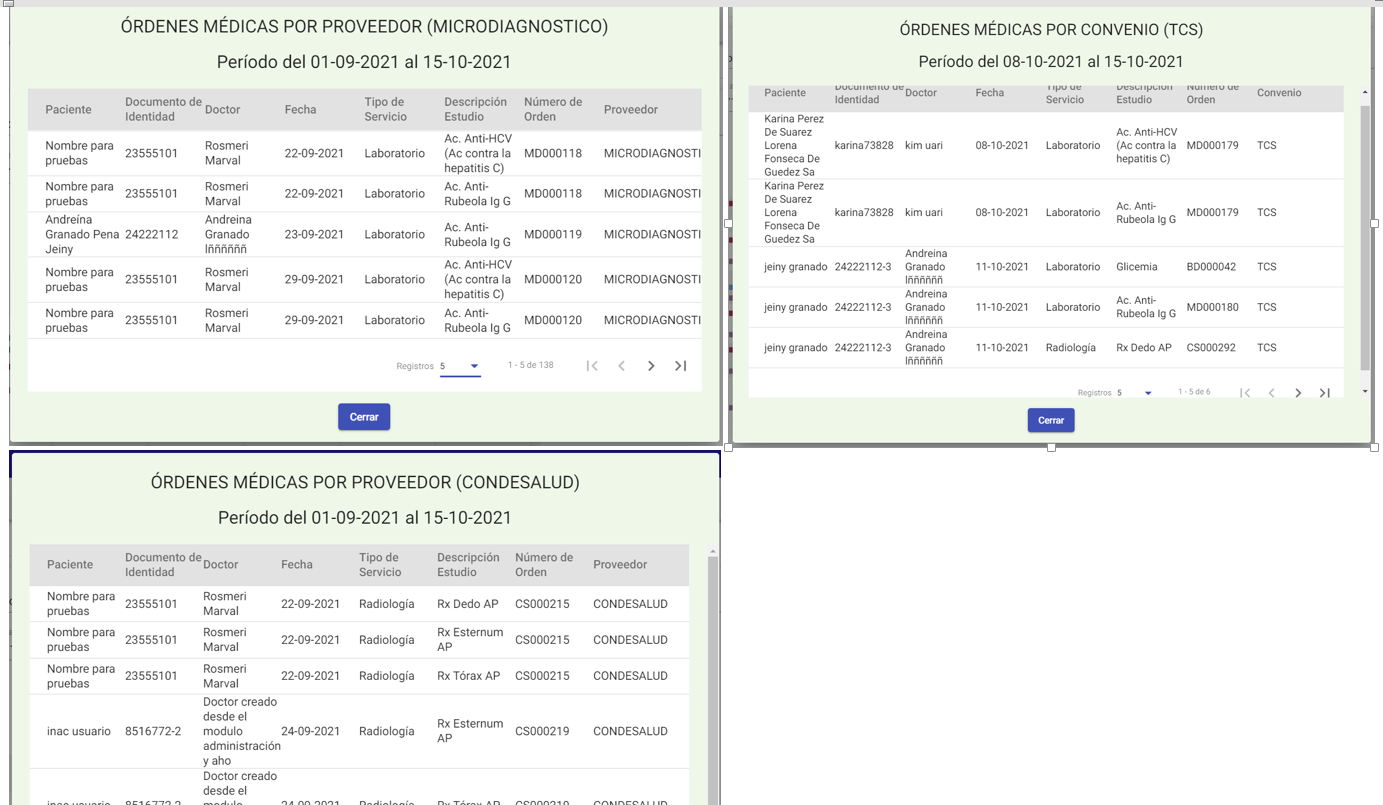 ÓRDENES MÉDICAS POR PROVEEDOR (MICRODIAGNOSTICO)
Período del 01-09-2021 al 15-10-2021
Paciente Documento de Identidad Doctor Fecha Tipo de Servicio Descripción Estudio Número de Orden Proveedor
Nombre para pruebas 23555101 Rosmeri Marval 22-09-2021 Laboratorio Ac. Anti-HCV (Ac contra la hepatitis C) MD000118 MICRODIAGNOSTI
Nombre para pruebas 23555101 Rosmeri Marval 22-09-2021 Laboratorio Ac. Anti-Rubeola Ig G MD000118 MICRODIAGNOSTI
Andreína Granado Pena Jeiny 24222112 Andreina Granado lññññññ 23-09-2021 Laboratorio Ac. Anti-Rubeola Ig G MD000119 MICRODIAGNOSTI
Nombre para pruebas 23555101 Rosmeri Marval 29-09-2021 Laboratorio Ac. Anti-HCV (Ac contra la hepatitis C) MD000120 MICRODIAGNOSTI
Nombre para pruebas 23555101 Rosmeri Marval 29-09-2021 Laboratorio Ac. Anti-Rubeola Ig G MD000120 MICRODIAGNOSTI
Registros 5 1 - 5 de 138
Cerrar
ÓRDENES MÉDICAS POR CONVENIO (TCS)
Período del 08-10-2021 al 15-10-2021
Paciente Documento de Identidad Doctor Fecha Tipo de Servicio Descripción Estudio Número de Orden Convenio
Karina Perez De Suarez Lorena Fonseca De Guedez Sa karina73828 kim uari 08-10-2021 Laboratorio Ac. Anti-HCV (Ac contra la hepatitis C) MD000179 TCS
Karina Perez De Suarez Lorena Fonseca De Guedez Sa karina73828 kim uari 08-10-2021 Laboratorio Ac. Anti-Rubeola Ig G MD000179 TCS
jeiny granado 24222112-3 Andreina Granado lññññññ 11-10-2021 Laboratorio Glicemia BD000042 TCS
jeiny granado 24222112-3 Andreina Granado lññññññ 11-10-2021 Laboratorio Ac. Anti-Rubeola Ig G MD000180 TCS
jeiny granado 24222112-3 Andreina Granado lññññññ 11-10-2021 Radiología Rx Dedo AP CS000292 TCS
Registros 5 1 - 5 de 6
Cerrar
ÓRDENES MÉDICAS POR PROVEEDOR (CONDESALUD)
Período del 01-09-2021 al 15-10-2021
Paciente Documento de Identidad Doctor Fecha Tipo de Servicio Descripción Estudio Número de Orden Proveedor
Nombre para pruebas 23555101 Rosmeri Marval 22-09-2021 Radiología Rx Dedo AP CS000215 CONDESALUD
Nombre para pruebas 23555101 Rosmeri Marval 22-09-2021 Radiología Rx Esternum AP CS000215 CONDESALUD
Nombre para pruebas 23555101 Rosmeri Marval 22-09-2021 Radiología Rx Tórax AP CS000215 CONDESALUD
inac usuario 8516772-2 Doctor creado desde el modulo administración y aho 24-09-2021 Radiología Rx Esternum AP CS000219 CONDESALUD
inac usuario 8516772-2 Doctor creado desde el modulo 24-09-2021 Radiología Rx Tórax AP CS000219 CONDESALUD